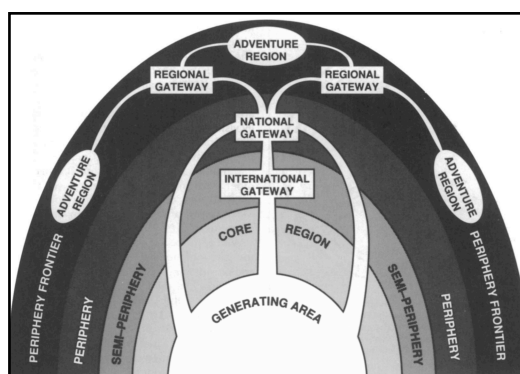 ADVENTURE
REGION
REGIONAL
GATEWAY
REGIONAL
GATEWAY
NATIONAL
GATEWAY
ADVENTURE
REGION
ADVENTURE
REGION
INTERNATIONAL
GATEWAY
CORE
REGION
GENERATING AREA
PERIPHERY FRONTIER
PERIPHERY
SEMI-PERIPHERY
SEMI-PERIPHERY
PERIPHERY
PERIPHERY FRONTIER